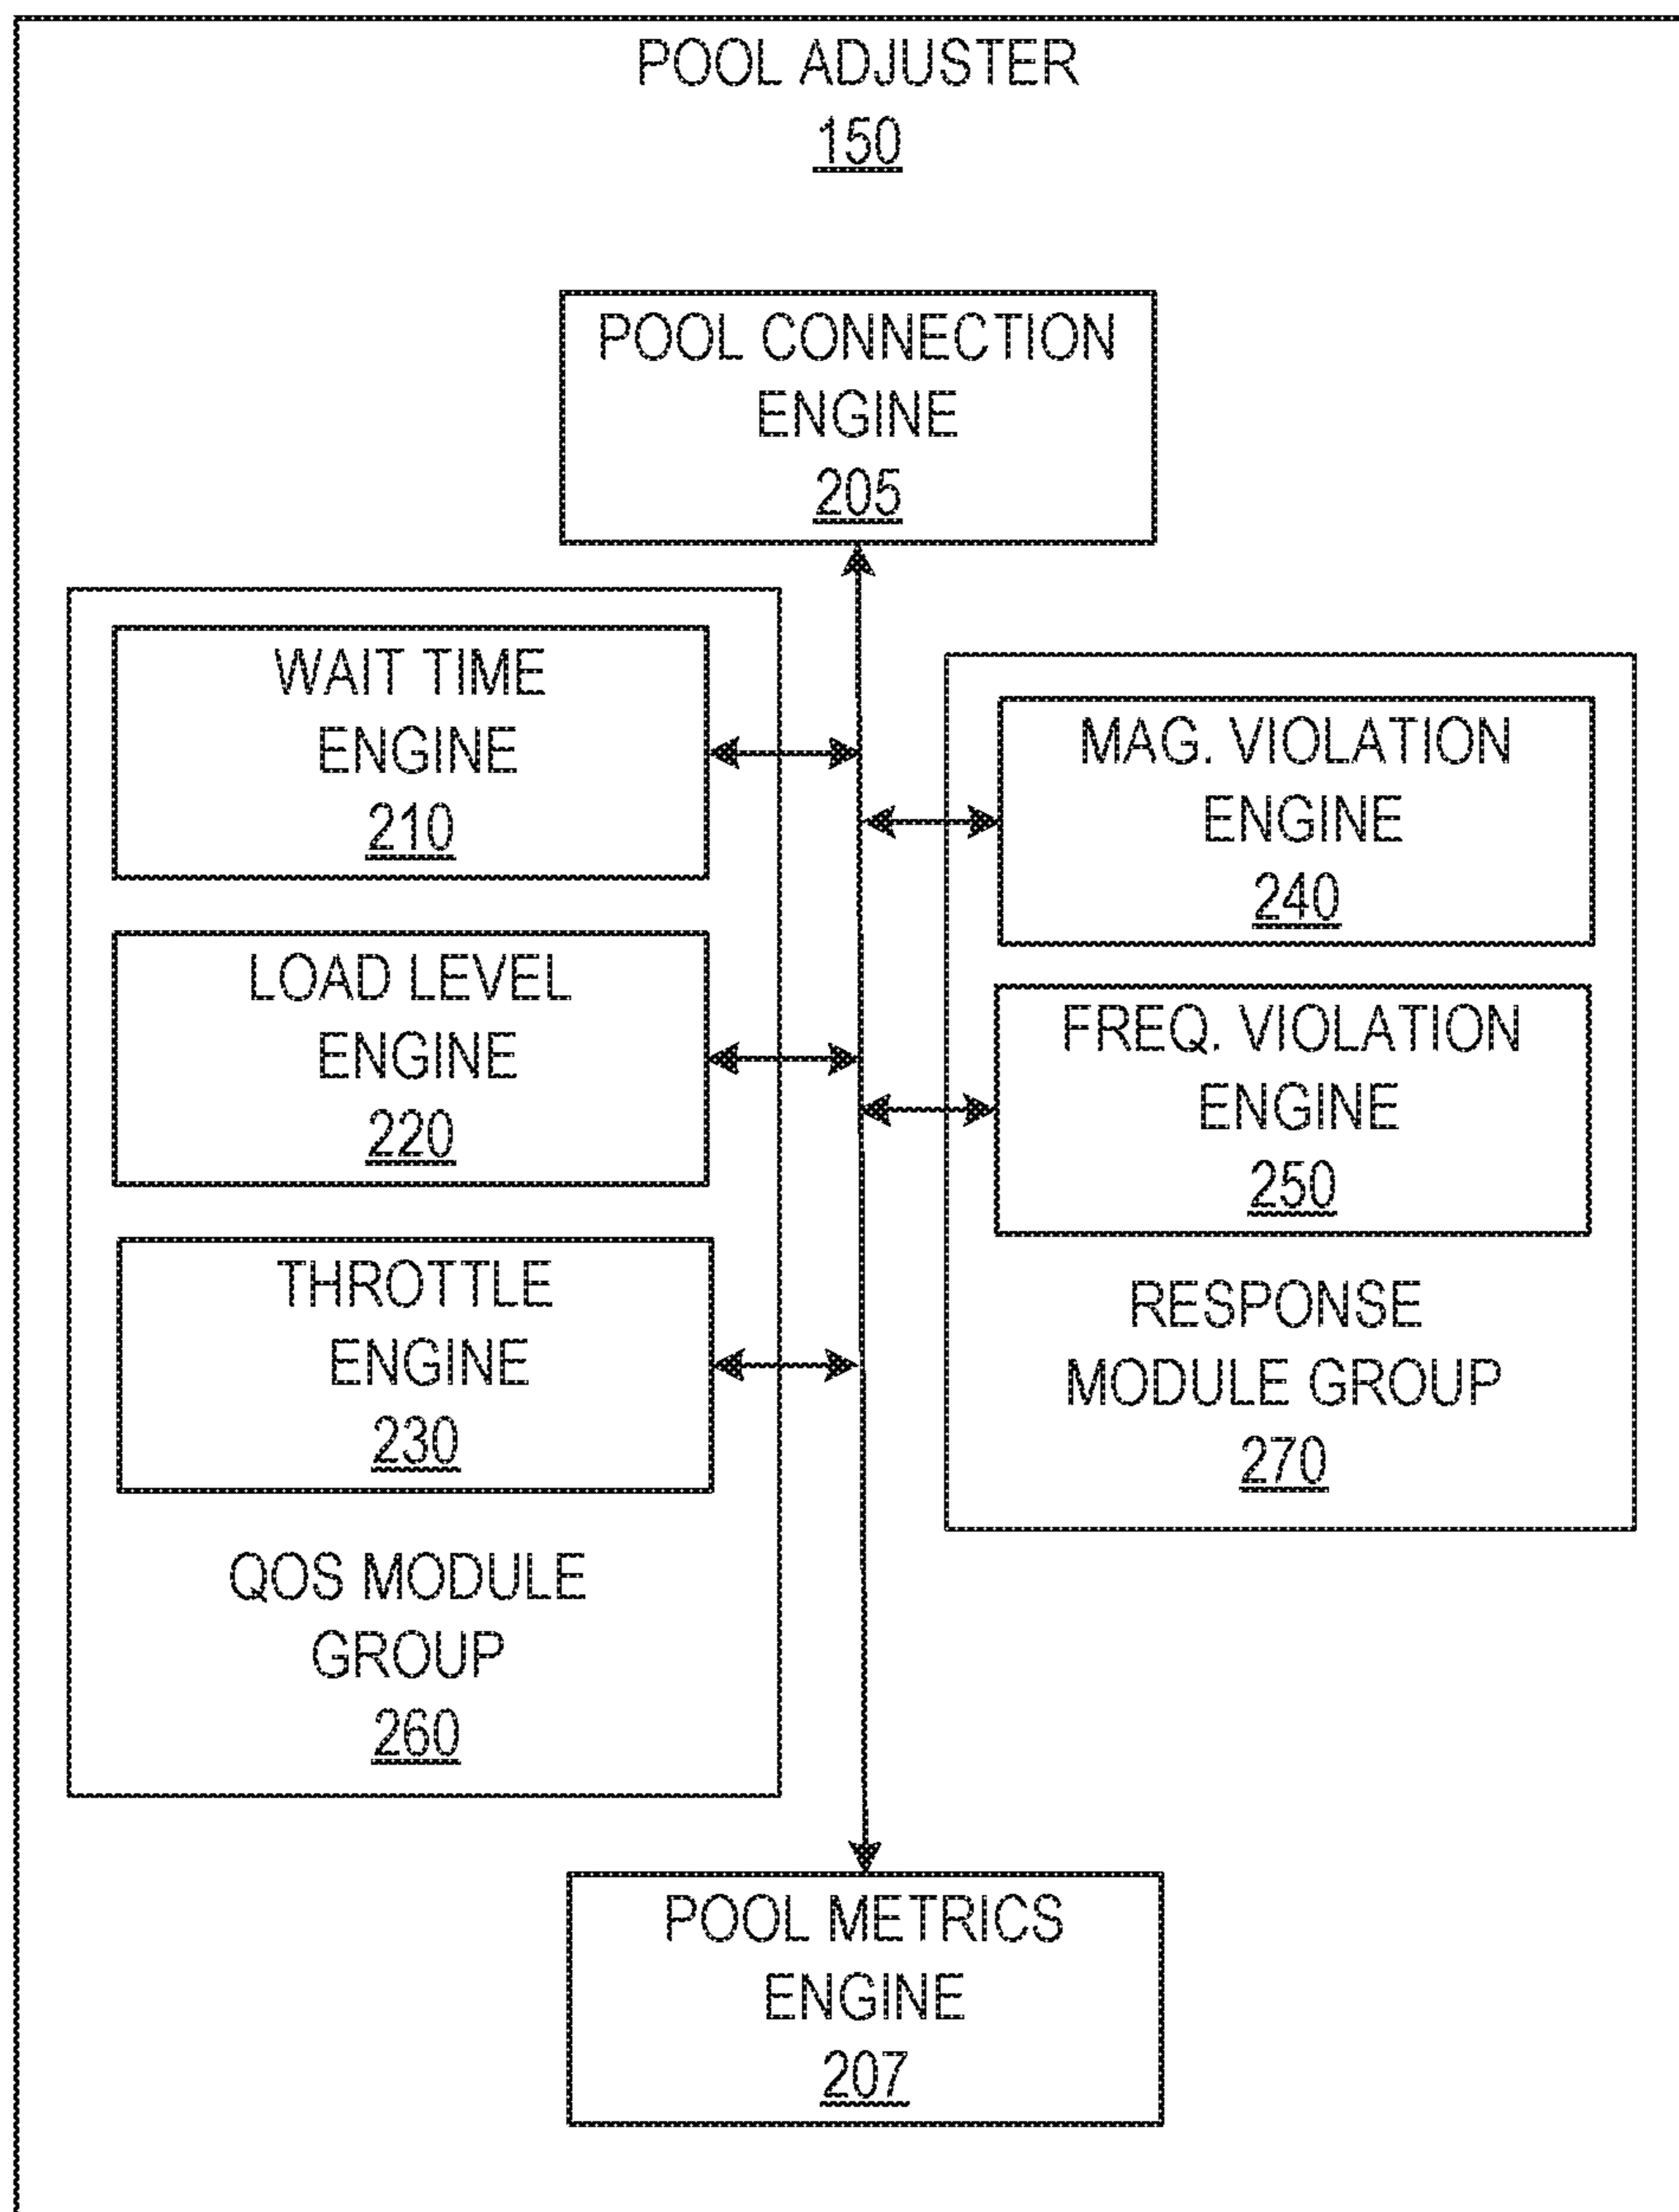 POOL ADJUSTER
150
POOL CONNECTION
ENGINE
205
WAIT TIME
ENGINE
210
LOAD LEVEL
ENGINE
220
THROTTLE
ENGINE
230
QOS MODULE
GROUP
260
MAG. VIOLATION
ENGINE
240
FREQ. VIOLATION
ENGINE
250
RESPONSE
MODULE GROUP
270
POOL METRICS
ENGINE
207